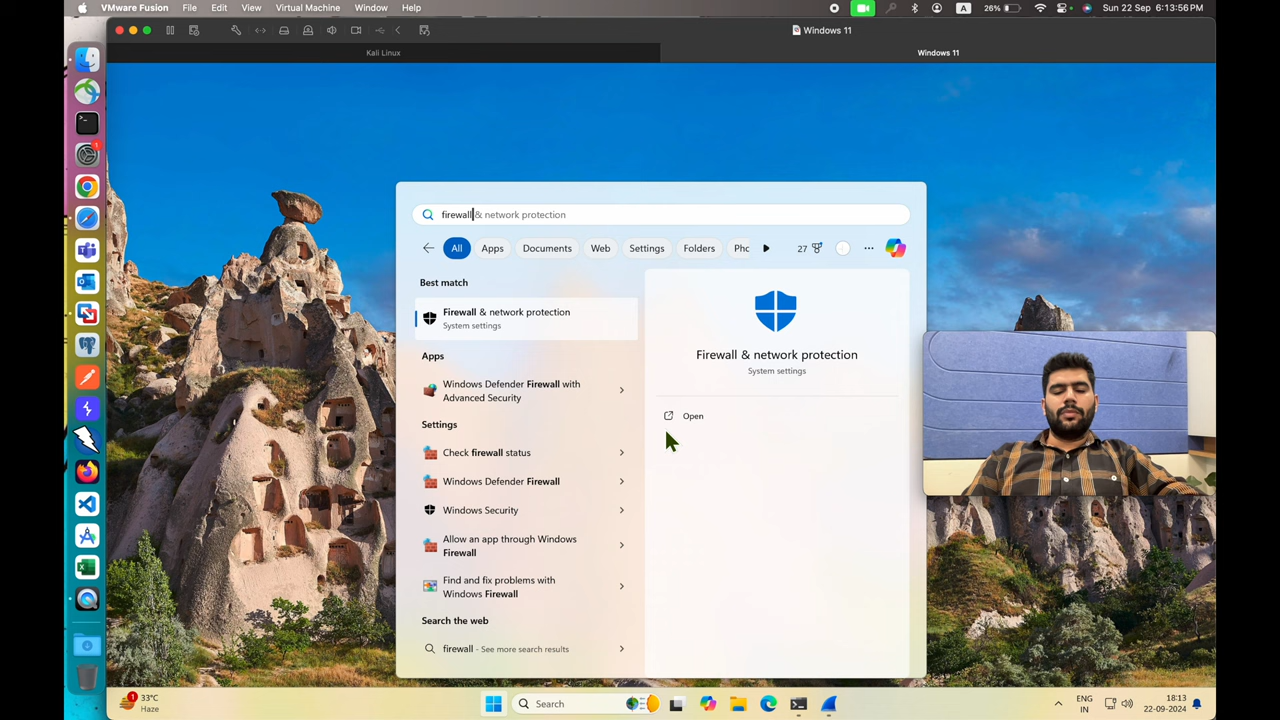 VMware Fusion File Edit View Virtual Machine Window Help
A 26% Sun 22 Sep 6:13:56 PM
Windows 11
Kali Linux
Windows 11
firewall & network protection
All Apps Documents Web Settings Folders Phc 27
Best match
Firewall & network protection
System settings
Apps
Windows Defender Firewall with
Advanced Security
Settings
Check firewall status
Windows Defender Firewall
Windows Security
Allow an app through Windows
Firewall
Find and fix problems with
Windows Firewall
Search the web
firewall - See more search results
Firewall & network protection
System settings
Open
1
33°C
Haze
Search
ENG
IN
18:13
22-09-2024